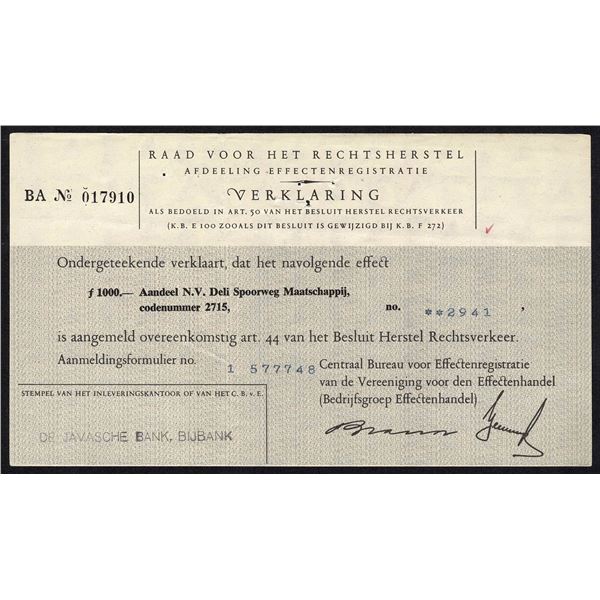 RAAD VOOR HET RECHTSHERSTEL
AFDEELING EFFECTENREGISTRATIE
BA № 017910
VERKLARING
ALS BEDOELD IN ART. 50 VAN HET BESLUIT HERSTEL RECHTSVERKEER
(K.B. E 100 ZOOALS DIT BESLUIT IS GEWIJZIGD BIJ K.B. F 272)
Ondergeteekende verklaart, dat het navolgende effect
ƒ 1000.— Aandeel N.V. Deli Spoorweg Maatschappij,
codenummer 2715, no. **2941 ,
is aangemeld overeenkomstig art. 44 van het Besluit Herstel Rechtsverkeer.
Aanmeldingsformulier no. 1 577748
Centraal Bureau voor Effectenregistratie
van de Vereeniging voor den Effectenhandel
(Bedrijfsgroep Effectenhandel)
STEMPEL VAN HET INLEVERINGSKANTOOR OF VAN HET C. B. v. E.
DE JAVASCHE BANK, BIJBANK